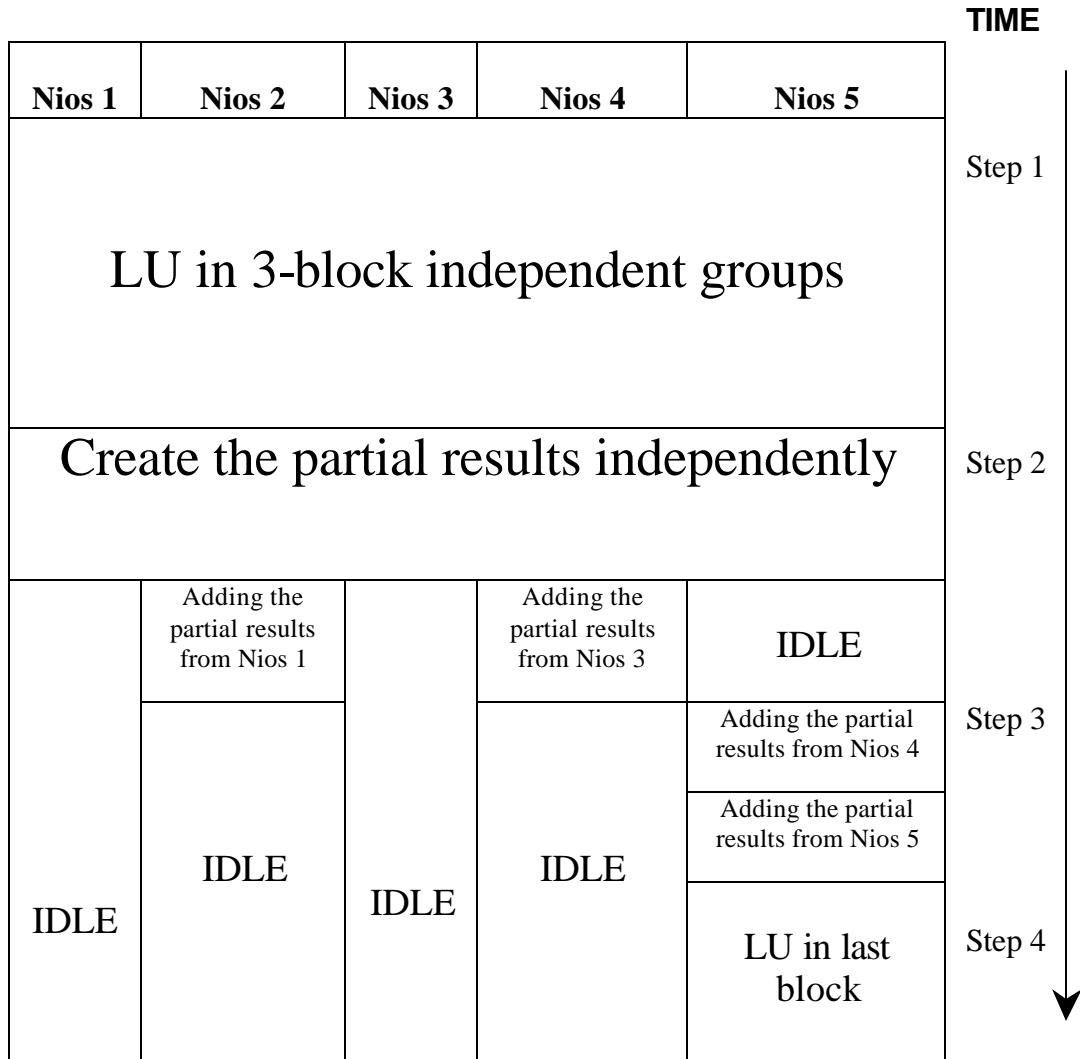 TIME
Nios 1 Nios 2 Nios 3 Nios 4 Nios 5
Step 1
LU in 3-block independent groups
Create the partial results independently
Step 2
Adding the
partial results
from Nios 1
Adding the
partial results
from Nios 3
IDLE
Adding the partial
results from Nios 4
Step 3
Adding the partial
results from Nios 5
IDLE
IDLE
IDLE
IDLE
LU in last
block
Step 4